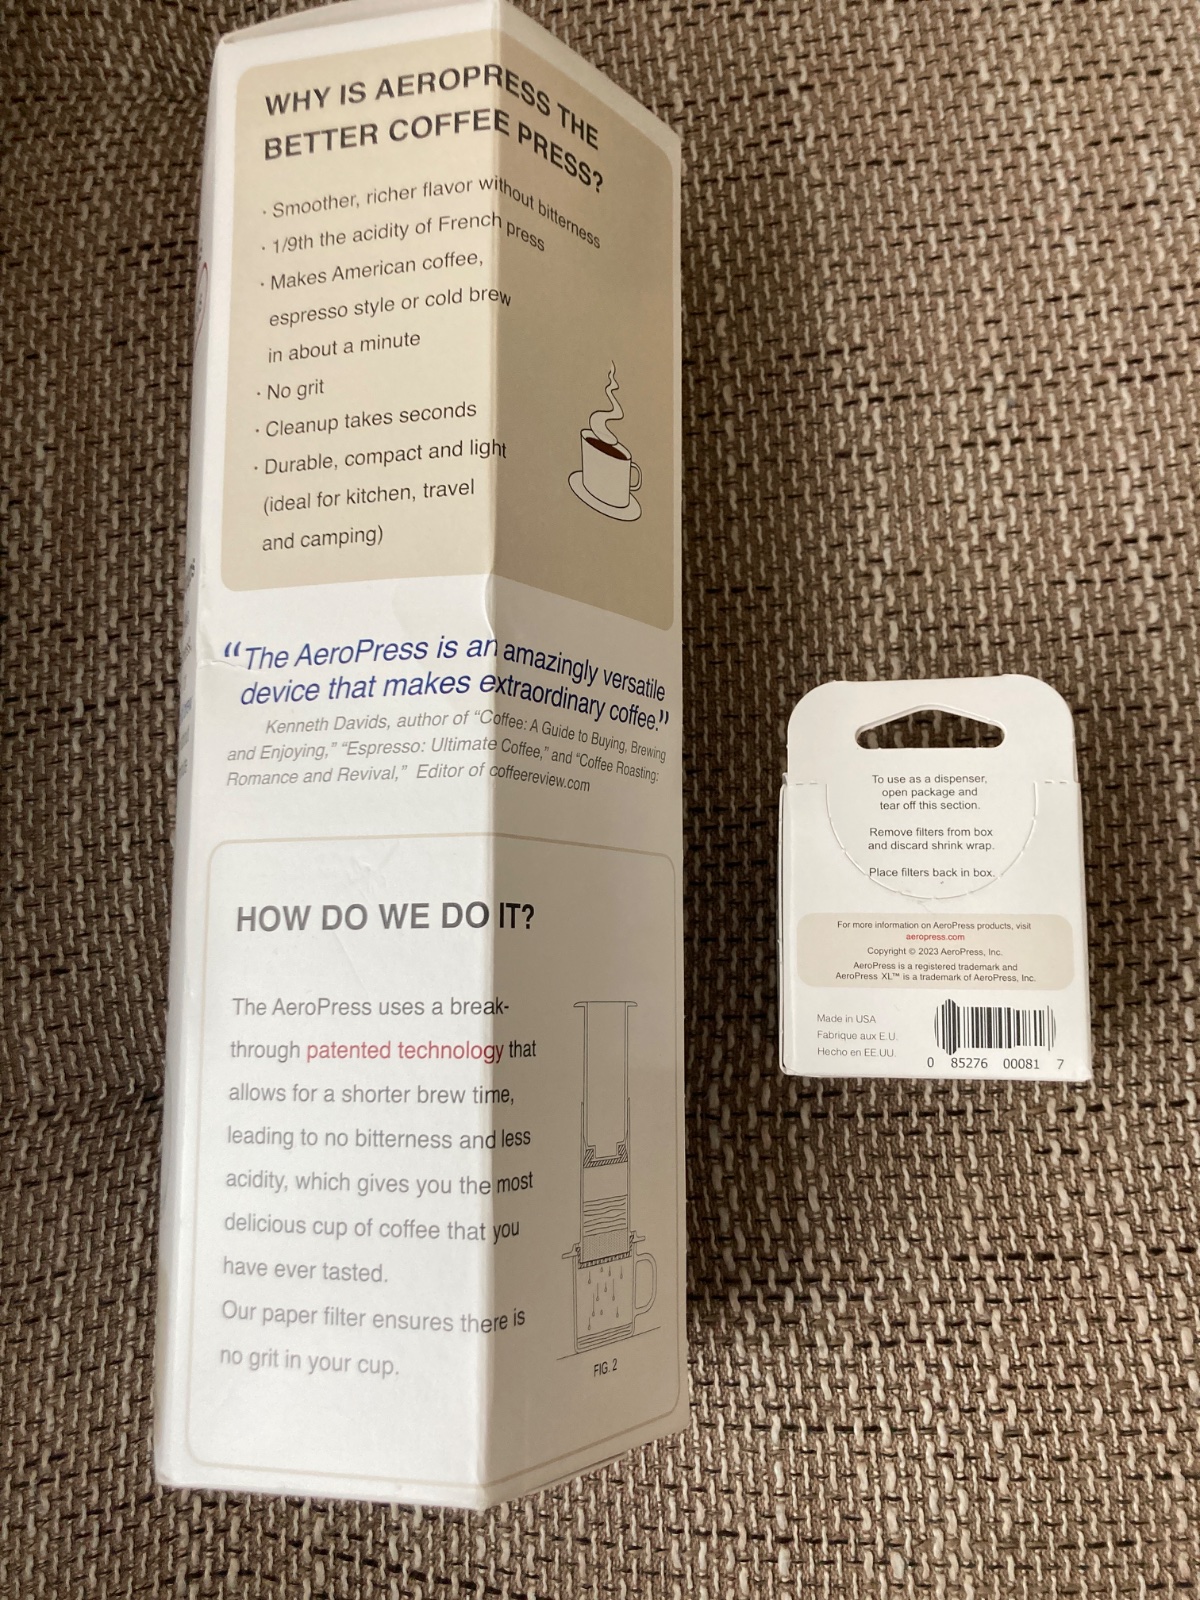 WHY IS AEROPRESS THE
BETTER COFFEE PRESS?
· Smoother, richer flavor without bitterness
· 1/9th the acidity of French press
· Makes American coffee,
espresso style or cold brew
in about a minute
· No grit
· Cleanup takes seconds
· Durable, compact and light
(ideal for kitchen, travel
and camping)
“The AeroPress is an amazingly versatile
device that makes extraordinary coffee.”
Kenneth Davids, author of “Coffee: A Guide to Buying, Brewing
and Enjoying,” “Espresso: Ultimate Coffee,” and “Coffee Roasting:
Romance and Revival,” Editor of coffeereview.com
HOW DO WE DO IT?
The AeroPress uses a break-
through patented technology that
allows for a shorter brew time,
leading to no bitterness and less
acidity, which gives you the most
delicious cup of coffee that you
have ever tasted.
Our paper filter ensures there is
no grit in your cup.
FIG. 2
To use as a dispenser,
open package and
tear off this section.
Remove filters from box
and discard shrink wrap.
Place filters back in box.
For more information on AeroPress products, visit
aeropress.com
Copyright © 2023 AeroPress, Inc.
AeroPress is a registered trademark and
AeroPress XL™ is a trademark of AeroPress, Inc.
Made in USA
Fabrique aux E.U.
Hecho en EE.UU.
0 85276 00081 7